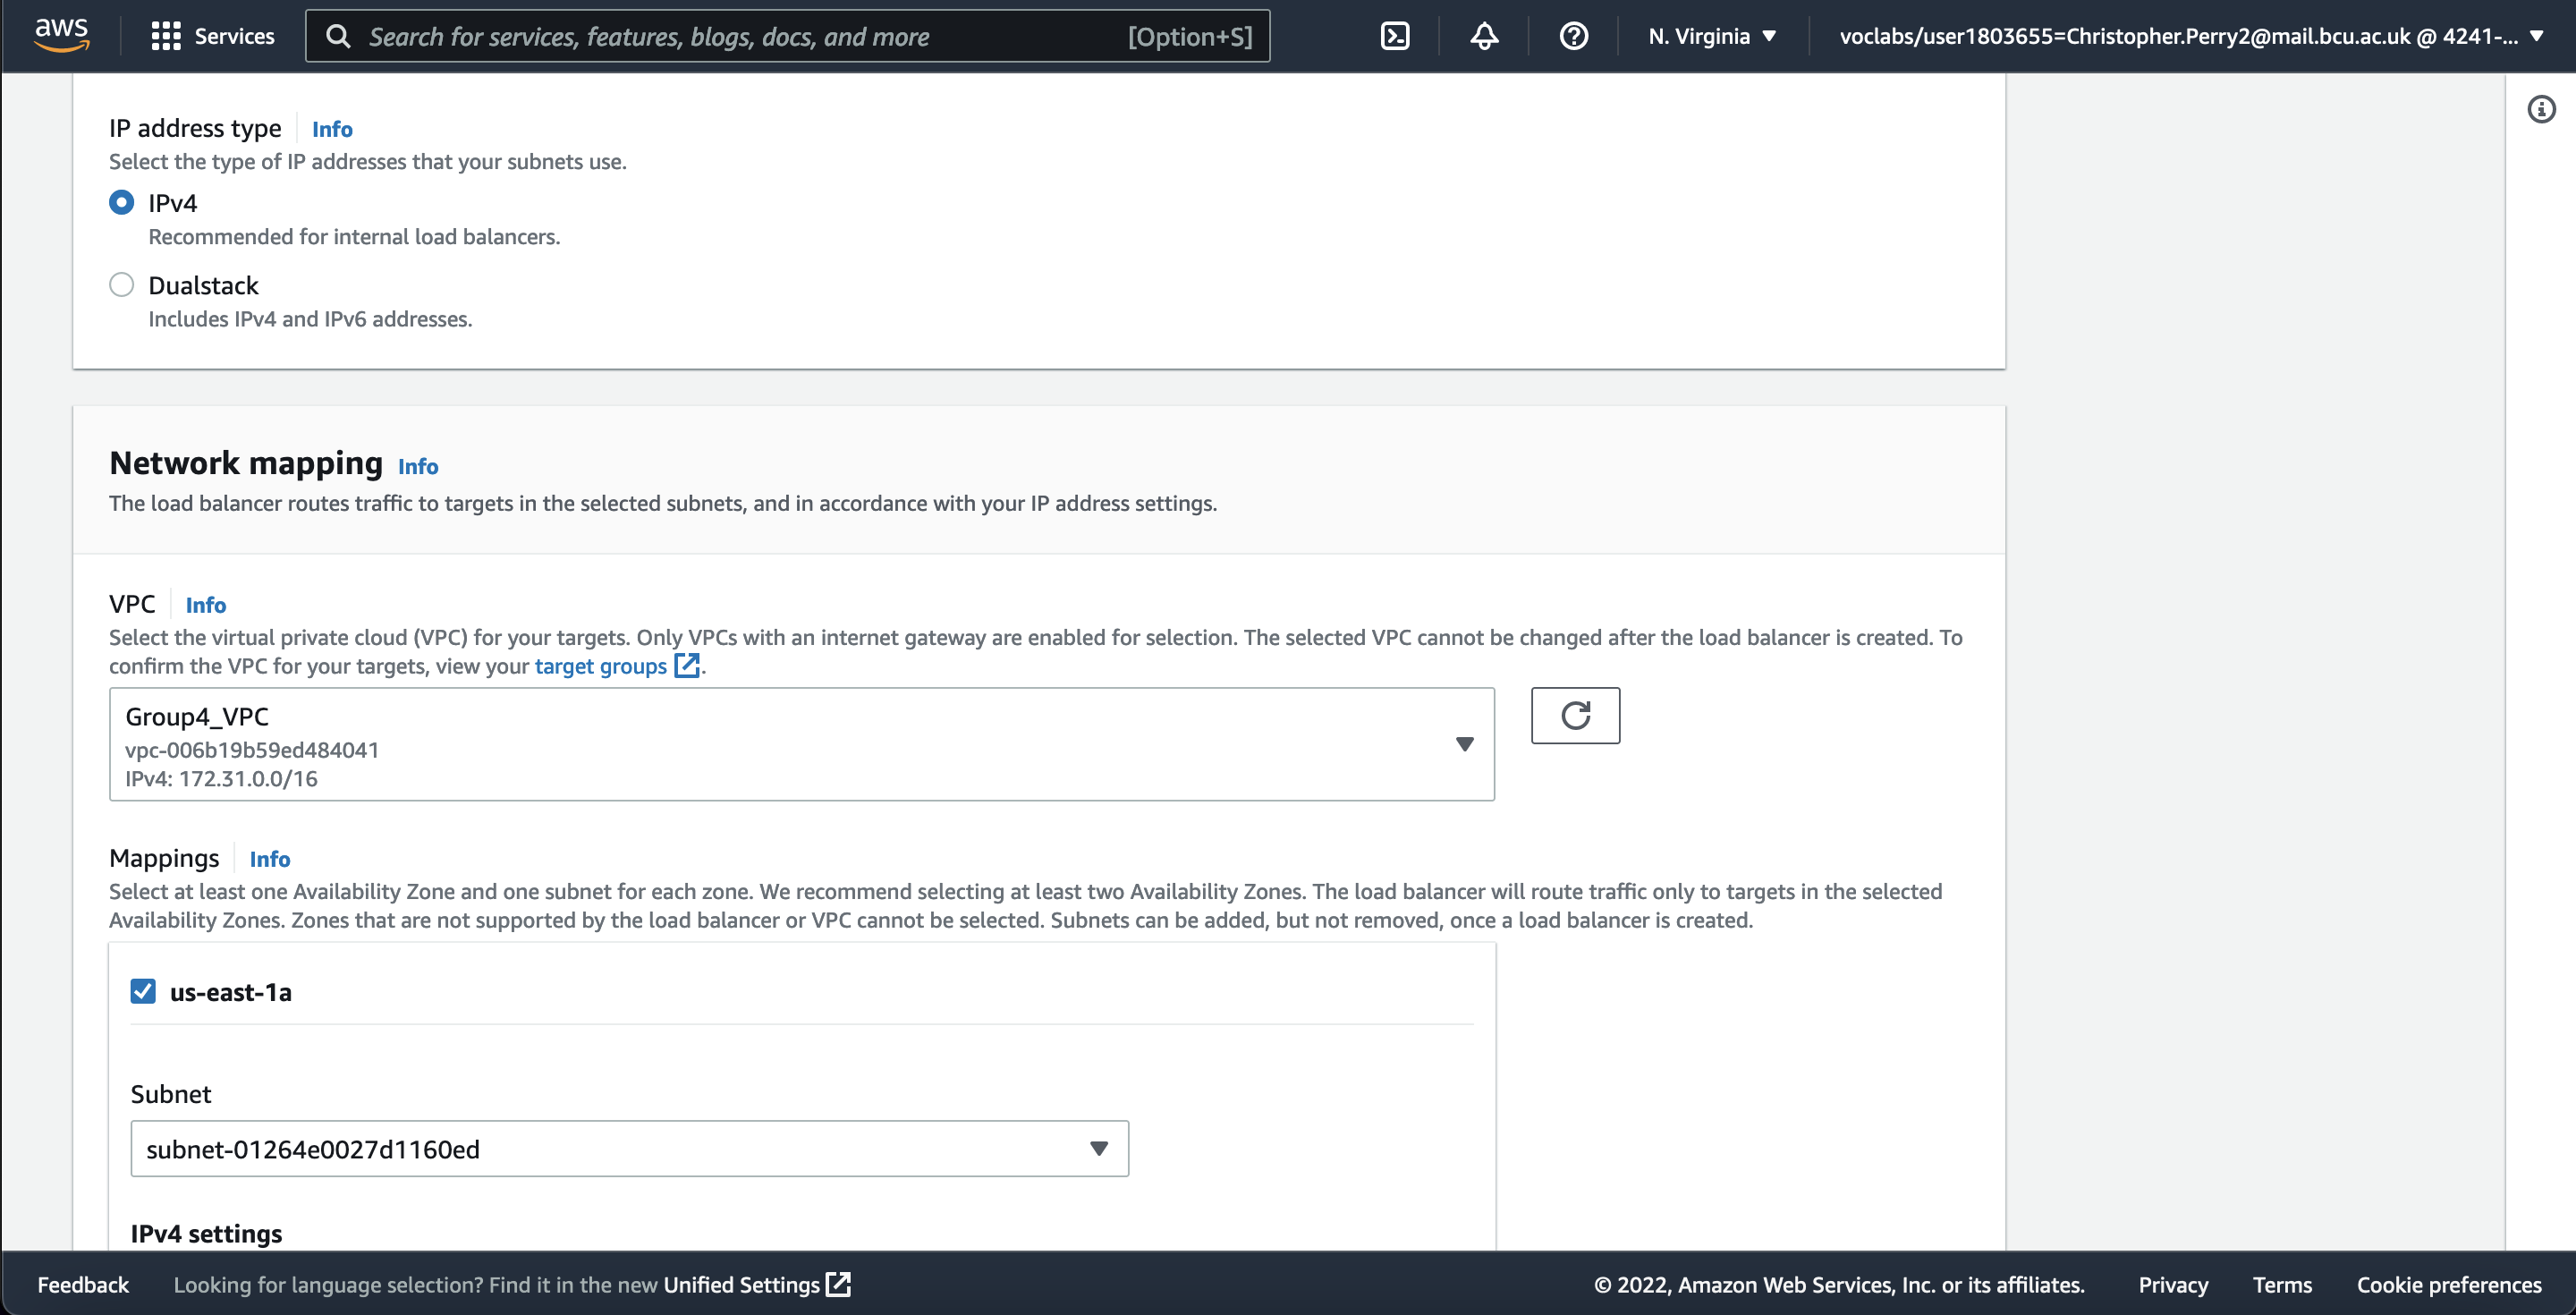 aws
Services
Search for services, features, blogs, docs, and more
[Option+S]
N. Virginia
voclabs/user1803655=Christopher.Perry2@mail.bcu.ac.uk @ 4241-...
IP address type
Info
Select the type of IP addresses that your subnets use.
IPv4
Recommended for internal load balancers.
Dualstack
Includes IPv4 and IPv6 addresses.
Network mapping Info
The load balancer routes traffic to targets in the selected subnets, and in accordance with your IP address settings.
VPC
Info
Select the virtual private cloud (VPC) for your targets. Only VPCs with an internet gateway are enabled for selection. The selected VPC cannot be changed after the load balancer is created. To
confirm the VPC for your targets, view your target groups.
Group4_VPC
vpc-006b19b59ed484041
IPv4: 172.31.0.0/16
Mappings
Info
Select at least one Availability Zone and one subnet for each zone. We recommend selecting at least two Availability Zones. The load balancer will route traffic only to targets in the selected
Availability Zones. Zones that are not supported by the load balancer or VPC cannot be selected. Subnets can be added, but not removed, once a load balancer is created.
us-east-1a
Subnet
subnet-01264e0027d1160ed
IPv4 settings
Feedback
Looking for language selection? Find it in the new Unified Settings
© 2022, Amazon Web Services, Inc. or its affiliates.
Privacy
Terms
Cookie preferences